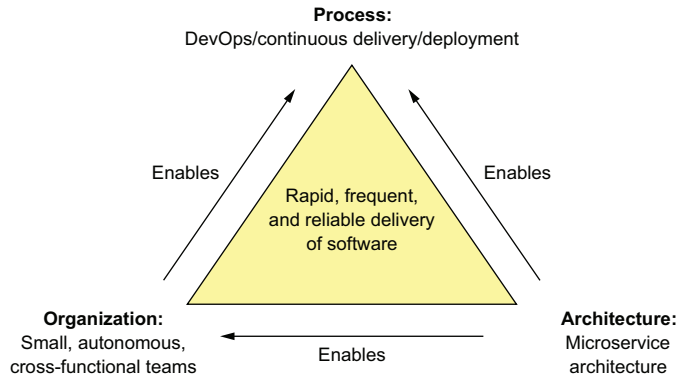 Process:
DevOps/continuous delivery/deployment
Enables
Enables
Rapid, frequent,
and reliable delivery
of software
Organization:
Small, autonomous,
cross-functional teams
Enables
Architecture:
Microservice
architecture